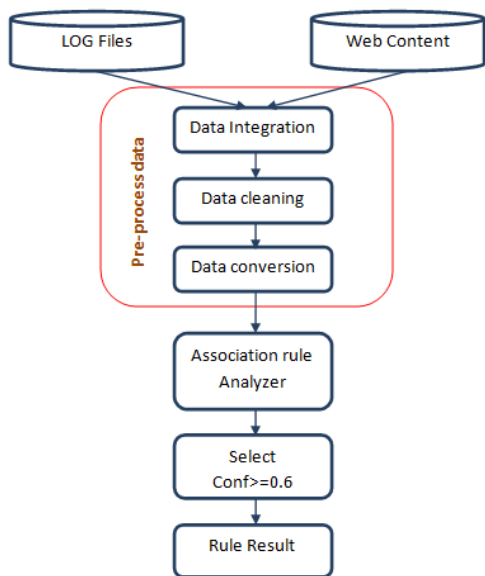 LOG Files
Web Content
Pre-process data
Data Integration
Data cleaning
Data conversion
Association rule
Analyzer
Select
Conf>=0.6
Rule Result